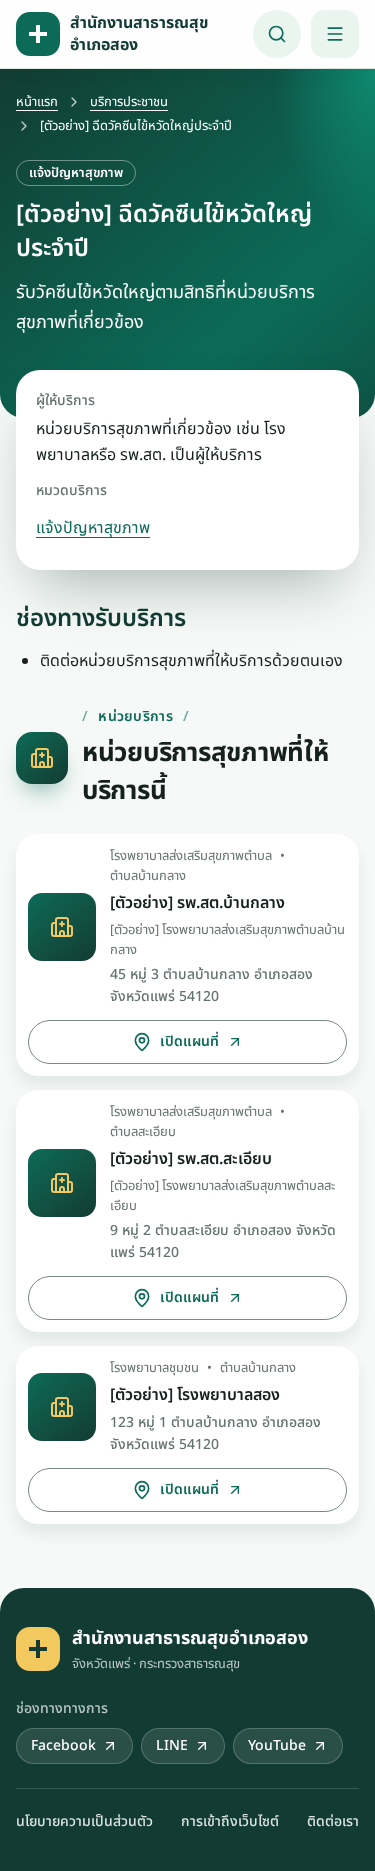 สำนักงานสาธารณสุข
อำเภอสอง
หน้าแรก
บริการประชาชน
[ตัวอย่าง] ฉีดวัคซีนไข้หวัดใหญ่ประจำปี
แจ้งปัญหาสุขภาพ
[ตัวอย่าง] ฉีดวัคซีนไข้หวัดใหญ่
ประจำปี
รับวัคซีนไข้หวัดใหญ่ตามสิทธิที่หน่วยบริการ
สุขภาพที่เกี่ยวข้อง
ผู้ให้บริการ
หน่วยบริการสุขภาพที่เกี่ยวข้อง เช่น โรง
พยาบาลหรือ รพ.สต. เป็นผู้ให้บริการ
หมวดบริการ
แจ้งปัญหาสุขภาพ
ช่องทางรับบริการ
• ติดต่อหน่วยบริการสุขภาพที่ให้บริการด้วยตนเอง
/ หน่วยบริการ /
หน่วยบริการสุขภาพที่ให้
บริการนี้
โรงพยาบาลส่งเสริมสุขภาพตำบล •
ตำบลบ้านกลาง
[ตัวอย่าง] รพ.สต.บ้านกลาง
[ตัวอย่าง] โรงพยาบาลส่งเสริมสุขภาพตำบลบ้าน
กลาง
45 หมู่ 3 ตำบลบ้านกลาง อำเภอสอง
จังหวัดแพร่ 54120
เปิดแผนที่
โรงพยาบาลส่งเสริมสุขภาพตำบล •
ตำบลสะเอียบ
[ตัวอย่าง] รพ.สต.สะเอียบ
[ตัวอย่าง] โรงพยาบาลส่งเสริมสุขภาพตำบลสะ
เอียบ
9 หมู่ 2 ตำบลสะเอียบ อำเภอสอง จังหวัด
แพร่ 54120
เปิดแผนที่
โรงพยาบาลชุมชน • ตำบลบ้านกลาง
[ตัวอย่าง] โรงพยาบาลสอง
123 หมู่ 1 ตำบลบ้านกลาง อำเภอสอง
จังหวัดแพร่ 54120
เปิดแผนที่
สำนักงานสาธารณสุขอำเภอสอง
จังหวัดแพร่ · กระทรวงสาธารณสุข
ช่องทางทางการ
Facebook
LINE
YouTube
นโยบายความเป็นส่วนตัว
การเข้าถึงเว็บไซต์
ติดต่อเรา